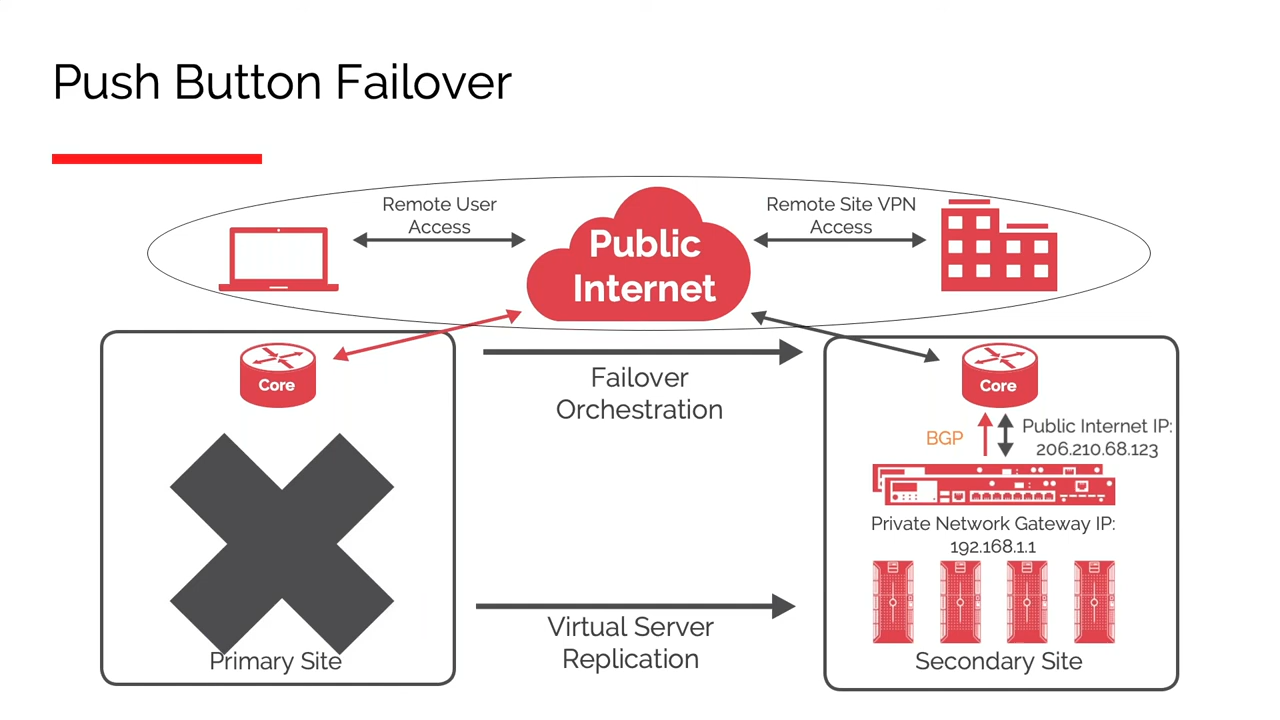 Push Button Failover
Remote User
Access
Public
Internet
Remote Site VPN
Access
Core
Failover
Orchestration
Core
BGP
Public Internet IP:
206.210.68.123
Private Network Gateway IP:
192.168.1.1
Virtual Server
Replication
Primary Site
Secondary Site